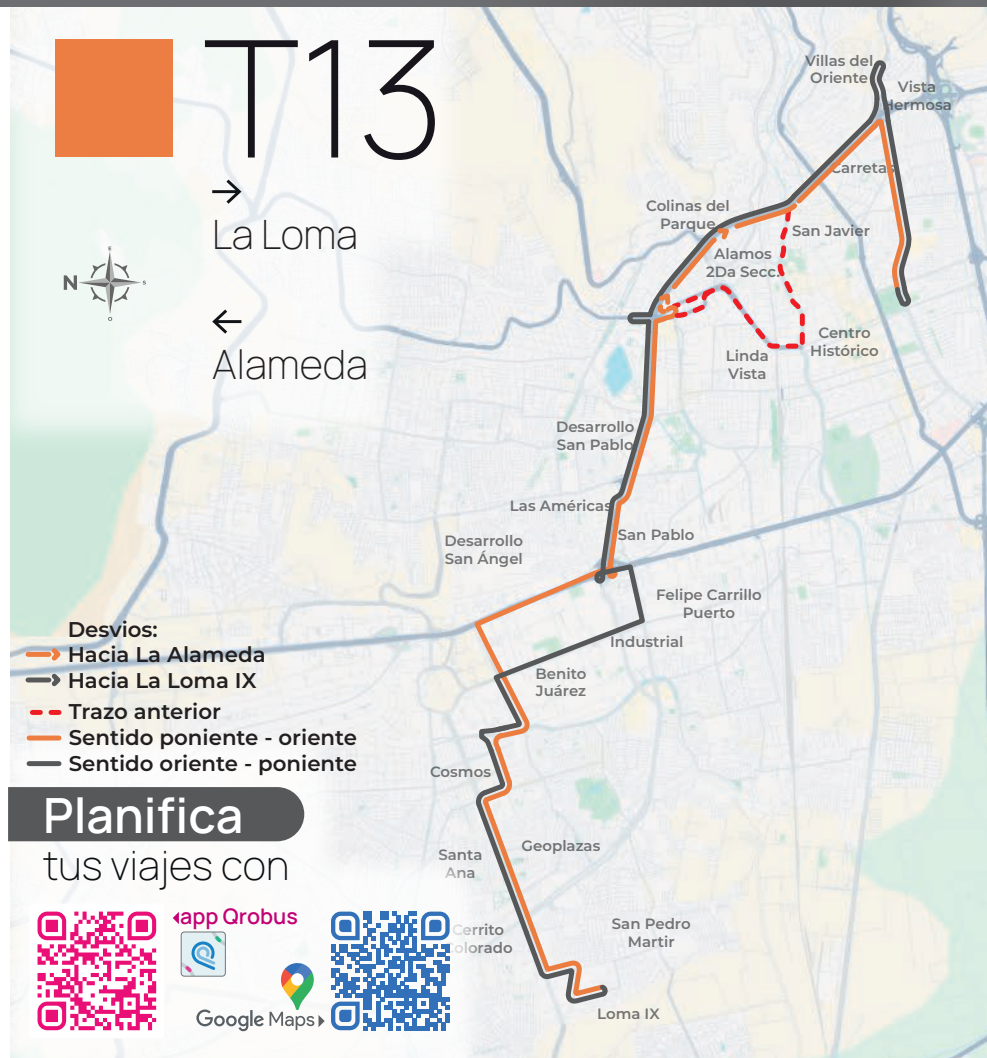 T13
→
La Loma
←
Alameda
N
Villas del
Oriente
Vista
Hermosa
Carretas
Colinas del
Parque
San Javier
Alamos
2Da Secc.
Centro
Histórico
Linda
Vista
Desarrollo
San Pablo
Las Américas
San Pablo
Desarrollo
San Ángel
Felipe Carrillo
Puerto
Industrial
Benito
Juárez
Desvios:
Hacia La Alameda
Hacia La Loma IX
Trazo anterior
Sentido poniente - oriente
Sentido oriente - poniente
Cosmos
Geoplazas
Santa
Ana
Planifica
tus viajes con
app Qrobus
Google Maps
Cerrito
Colorado
San Pedro
Martir
Loma IX